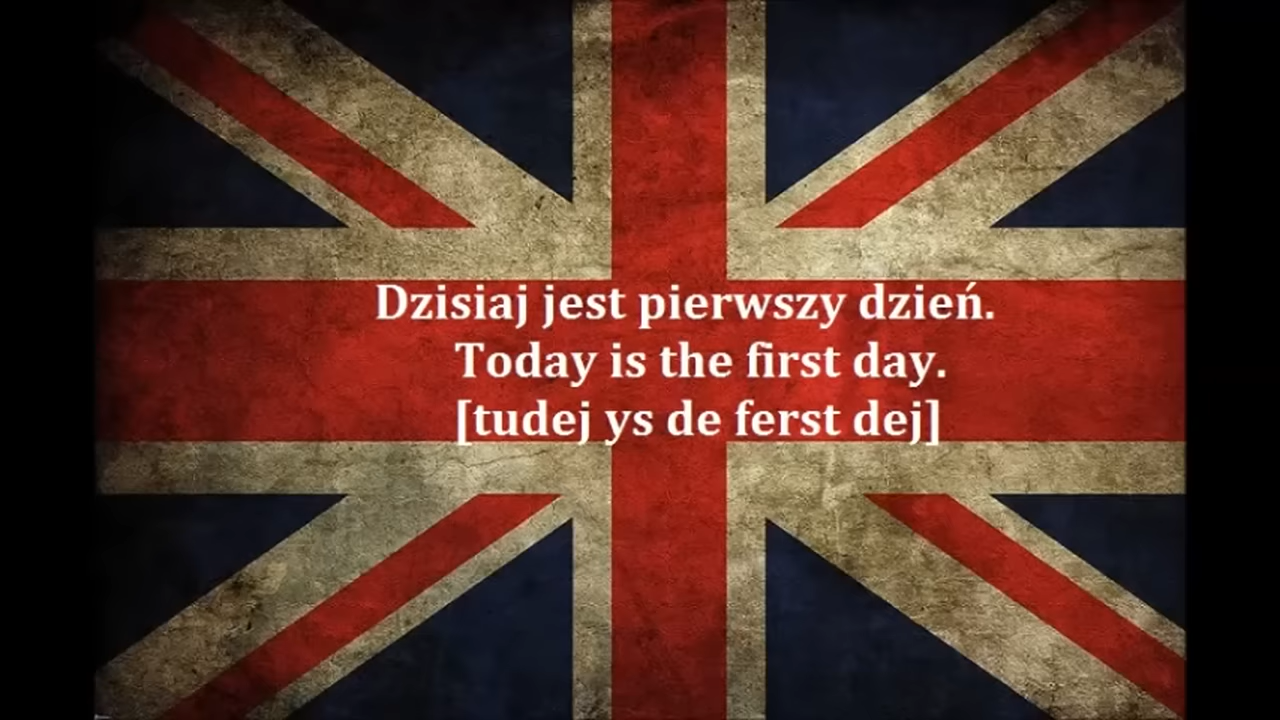 Dzisiaj jest pierwszy dzień.
Today is the first day.
[tudej ys de ferst dej]